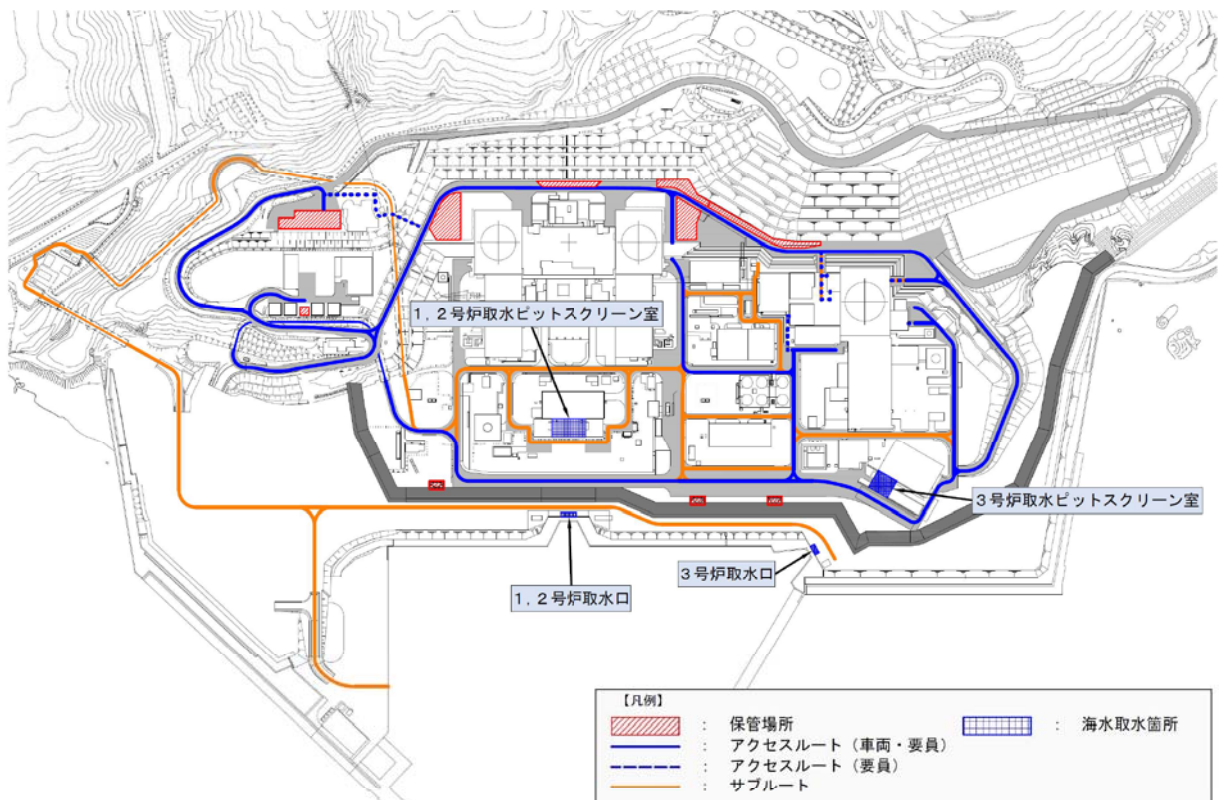 1,2号炉取水ピットスクリーン室
3号炉取水ピットスクリーン室
3号炉取水口
1,2号炉取水口
【凡例】
: 保管場所
: 海水取水箇所
: アクセスルート(車両・要員)
: アクセスルート(要員)
: サブルート